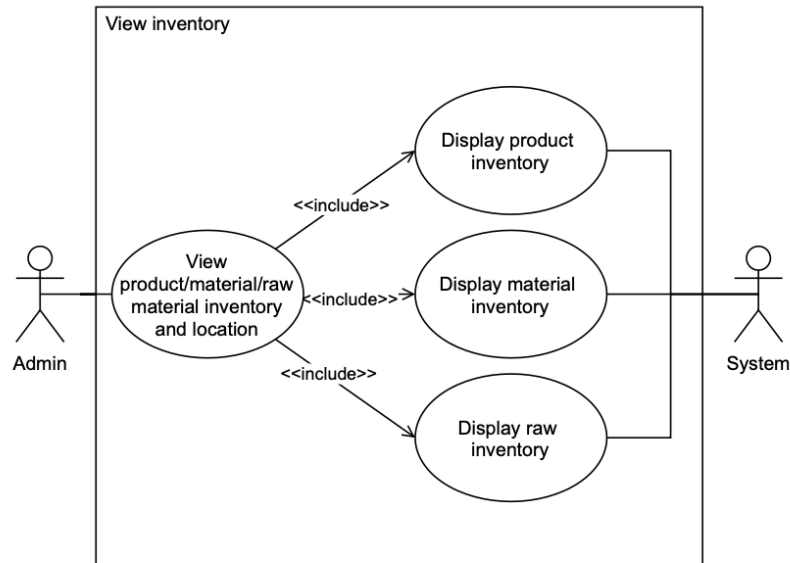 View inventory
Display product
inventory
<<include>>
View
product/material/raw
material inventory
and location
<<include>>
Display material
inventory
Admin
System
<<include>>
Display raw
inventory